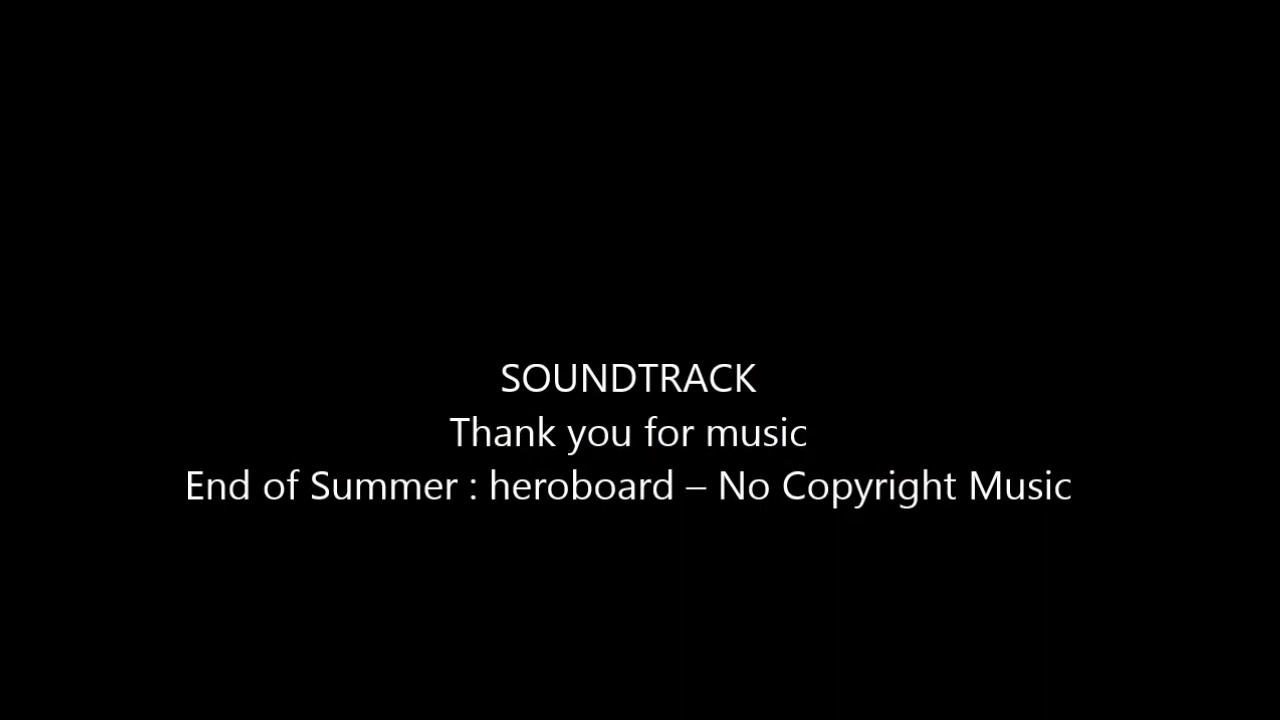 SOUNDTRACK
Thank you for music
End of Summer : heroboard – No Copyright Music